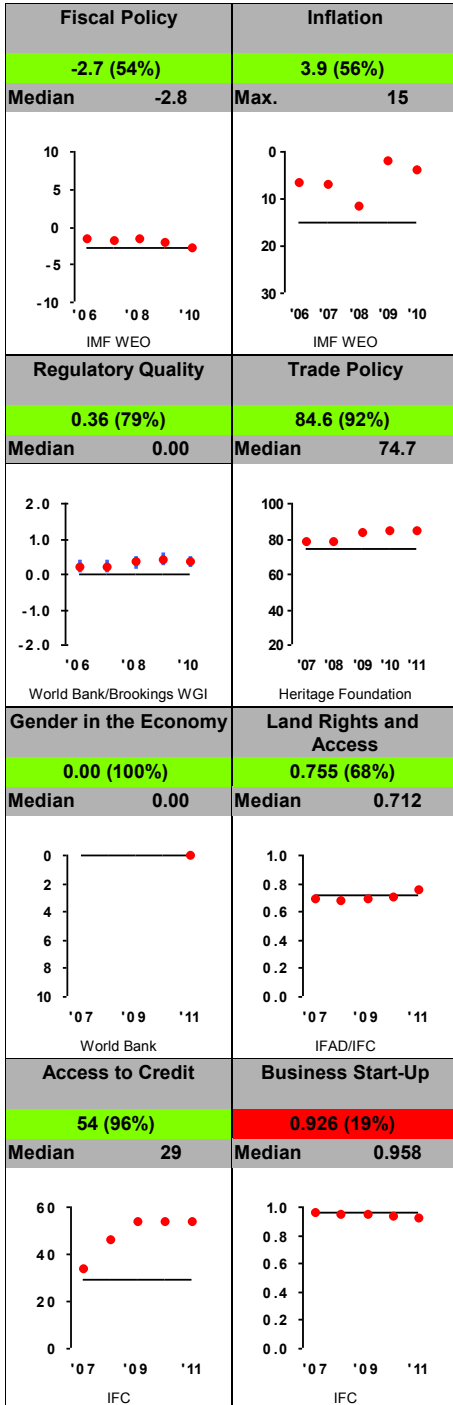 Fiscal Policy
-2.7 (54%)
Median -2.8
10
5
0
-5
-10
'06 '08 '10
IMF WEO
Inflation
3.9 (56%)
Max. 15
0
10
20
30
'06 '07 '08 '09 '10
IMF WEO
Regulatory Quality
0.36 (79%)
Median 0.00
2.0
1.0
0.0
-1.0
-2.0
'06 '08 '10
World Bank/Brookings WGI
Trade Policy
84.6 (92%)
Median 74.7
100
80
60
40
20
'07 '08 '09 '10 '11
Heritage Foundation
Gender in the Economy
0.00 (100%)
Median 0.00
0
2
4
6
8
10
'07 '09 '11
World Bank
Land Rights and
Access
0.755 (68%)
Median 0.712
1.0
0.8
0.6
0.4
0.2
0.0
'07 '09 '11
IFAD/IFC
Access to Credit
54 (96%)
Median 29
60
40
20
0
'07 '09 '11
IFC
Business Start-Up
0.926 (19%)
Median 0.958
1.0
0.8
0.6
0.4
0.2
0.0
'07 '09 '11
IFC